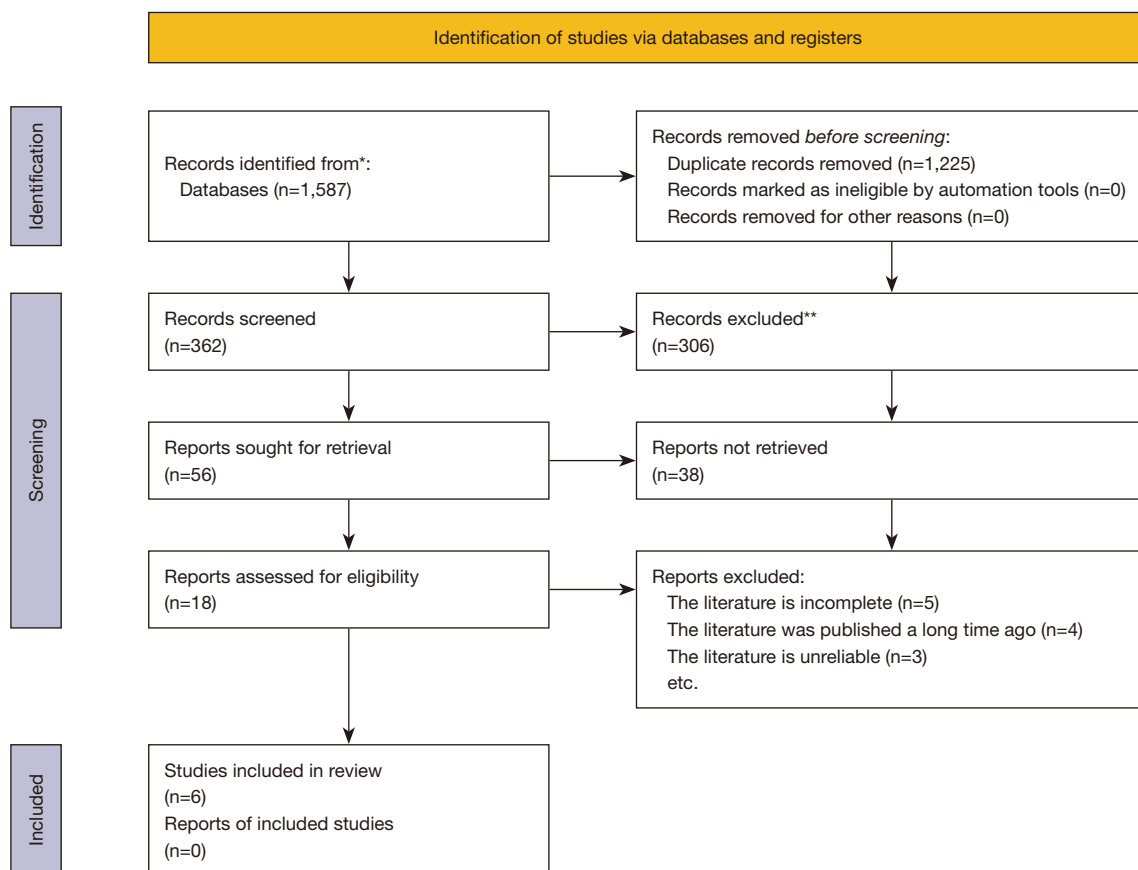 Identification of studies via databases and registers
Identification
Records identified from*:
Databases (n=1,587)
Records removed before screening:
Duplicate records removed (n=1,225)
Records marked as ineligible by automation tools (n=0)
Records removed for other reasons (n=0)
Screening
Records screened
(n=362)
Records excluded**
(n=306)
Reports sought for retrieval
(n=56)
Reports not retrieved
(n=38)
Reports assessed for eligibility
(n=18)
Reports excluded:
The literature is incomplete (n=5)
The literature was published a long time ago (n=4)
The literature is unreliable (n=3)
etc.
Included
Studies included in review
(n=6)
Reports of included studies
(n=0)